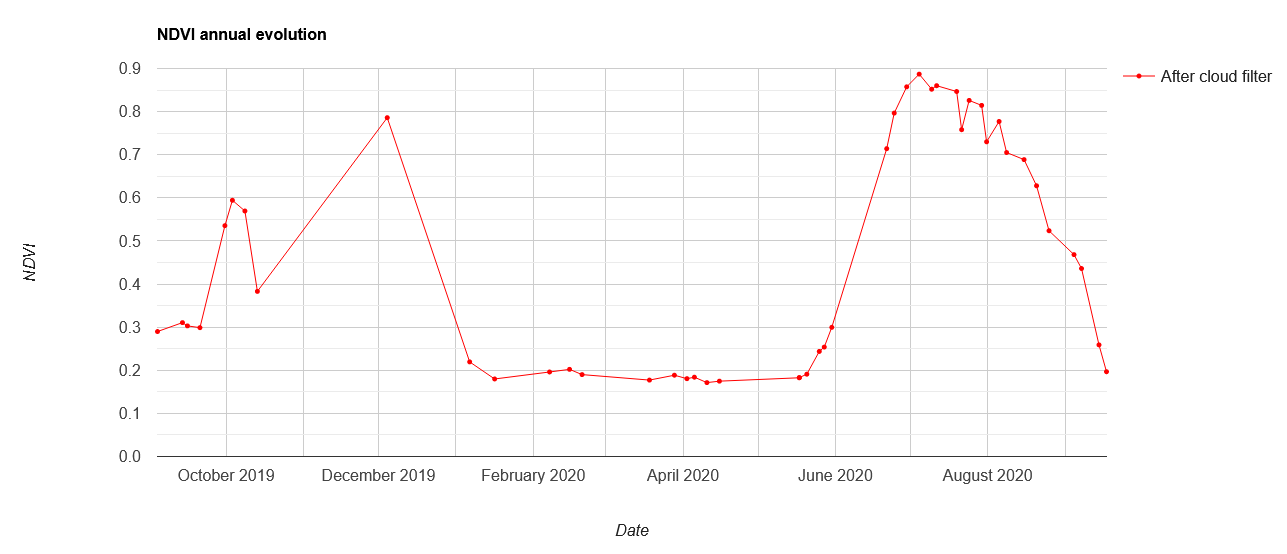 NDVI annual evolution
After cloud filter
NDVI
0.9
0.8
0.7
0.6
0.5
0.4
0.3
0.2
0.1
0.0
October 2019 December 2019 February 2020 April 2020 June 2020 August 2020
Date